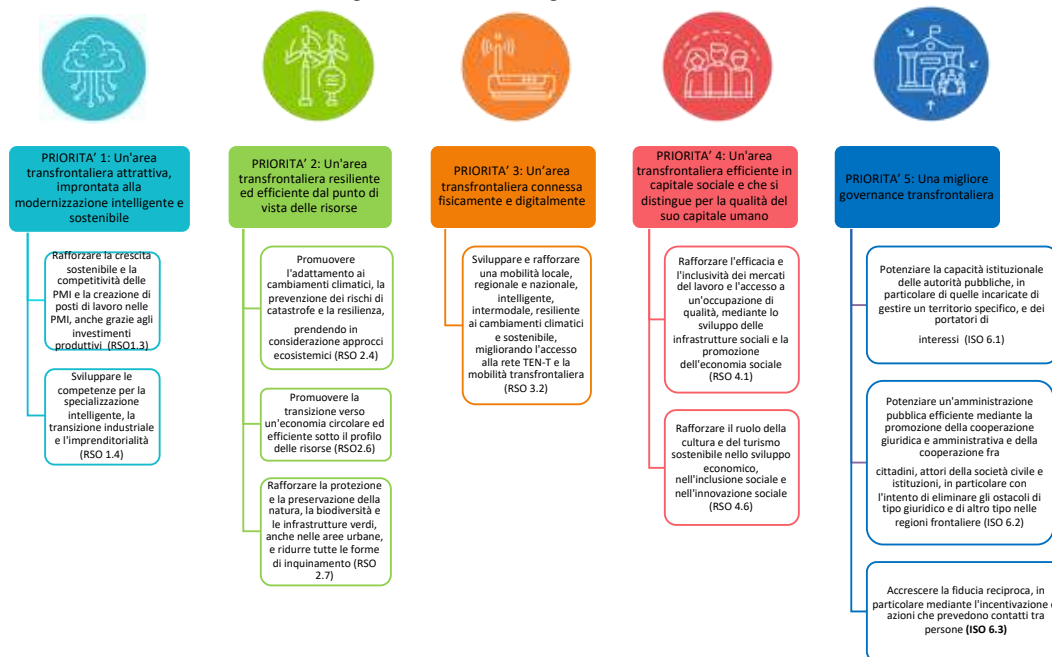 PRIORITA' 1: Un'area
transfrontaliera attrattiva,
improntata alla
modernizzazione intelligente e
sostenibile
Rafforzare la crescita
sostenibile e la
competitività delle
PMI e la creazione di
posti di lavoro nelle
PMI, anche grazie agli
investimenti
produttivi (RSO1.3)
Sviluppare le
competenze per la
specializzazione
intelligente, la
transizione industriale
e l'imprenditorialità
(RSO 1.4)
PRIORITA' 2: Un'area
transfrontaliera resiliente
ed efficiente dal punto di
vista delle risorse
Promuovere
l'adattamento ai
cambiamenti climatici, la
prevenzione dei rischi di
catastrofe e la resilienza,
prendendo in
considerazione approcci
ecosistemici (RSO 2.4)
Promuovere la
transizione verso
un'economia circolare ed
efficiente sotto il profilo
delle risorse (RSO2.6)
Rafforzare la protezione
e la preservazione della
natura, la biodiversità e
le infrastrutture verdi,
anche nelle aree urbane,
e ridurre tutte le forme
di inquinamento (RSO
2.7)
PRIORITA' 3: Un'area
transfrontaliera connessa
fisicamente e digitalmente
Sviluppare e rafforzare
una mobilità locale,
regionale e nazionale,
intelligente,
intermodale, resiliente
ai cambiamenti climatici
e sostenibile,
migliorando l'accesso
alla rete TEN-T e la
mobilità transfrontaliera
(RSO 3.2)
PRIORITA' 4: Un'area
transfrontaliera efficiente in
capitale sociale e che si
distingue per la qualità del
suo capitale umano
Rafforzare l'efficacia e
l'inclusività dei mercati
del lavoro e l'accesso a
un'occupazione di
qualità, mediante lo
sviluppo delle
infrastrutture sociali e la
promozione
dell'economia sociale
(RSO 4.1)
Rafforzare il ruolo della
cultura e del turismo
sostenibile nello sviluppo
economico,
nell'inclusione sociale e
nell'innovazione sociale
(RSO 4.6)
PRIORITA' 5: Una migliore
governance transfrontaliera
Potenziare la capacità istituzionale
delle autorità pubbliche, in
particolare di quelle incaricate di
gestire un territorio specifico, e dei
portatori di
interessi (ISO 6.1)
Potenziare un'amministrazione
pubblica efficiente mediante la
promozione della cooperazione
giuridica e amministrativa e della
cooperazione fra
cittadini, attori della società civile e
istituzioni, in particolare con
l'intento di eliminare gli ostacoli di
tipo giuridico e di altro tipo nelle
regioni frontaliere (ISO 6.2)
Accrescere la fiducia reciproca, in
particolare mediante l'incentivazione
azioni che prevedono contatti tra
persone (ISO 6.3)